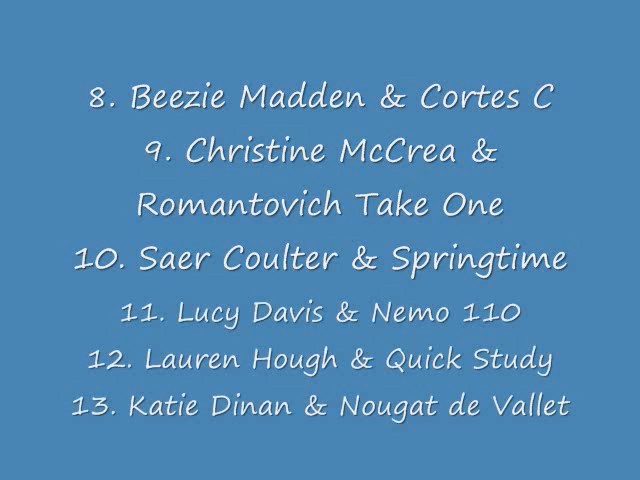 8. Beezie Madden & Cortes C
9. Christine McCrea &
Romantovich Take One
10. Saer Coulter & Springtime
11. Lucy Davis & Nemo 110
12. Lauren Hough & Quick Study
13. Katie Dinan & Nougat de Vallet